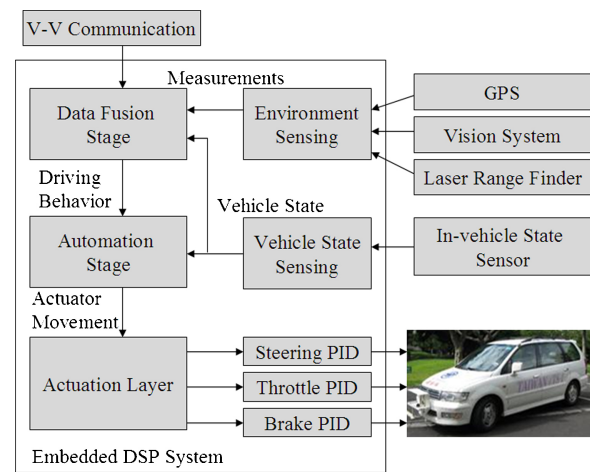 V-V Communication
Measurements
Data Fusion
Stage
Environment
Sensing
GPS
Vision System
Laser Range Finder
Driving
Behavior
Vehicle State
Automation
Stage
Vehicle State
Sensing
In-vehicle State
Sensor
Actuator
Movement
Actuation Layer
Steering PID
Throttle PID
Brake PID
Embedded DSP System